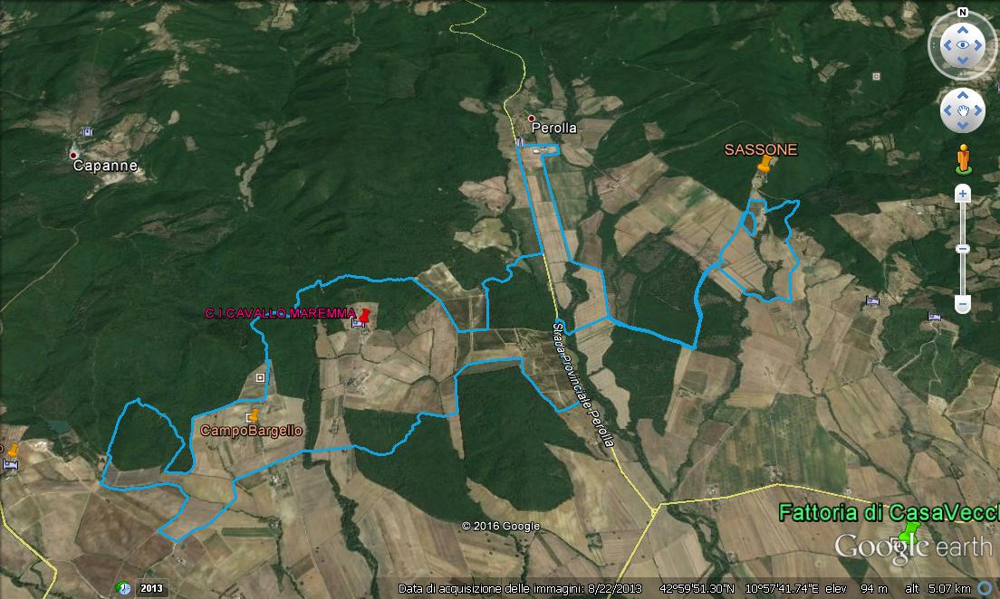 N
Perolla
SASSONE
Capanne
C.I.CAVALLO MAREMMA
Strada Provinciale Perolla
CampoBargello
o
Fattoria di CasaVecch
© 2016 Google
Google earth
2013
Data di acquisizione delle immagini: 8/22/2013 42°59'51.30"N 10°57'41.74"E elev 94 m alt 5.07 km